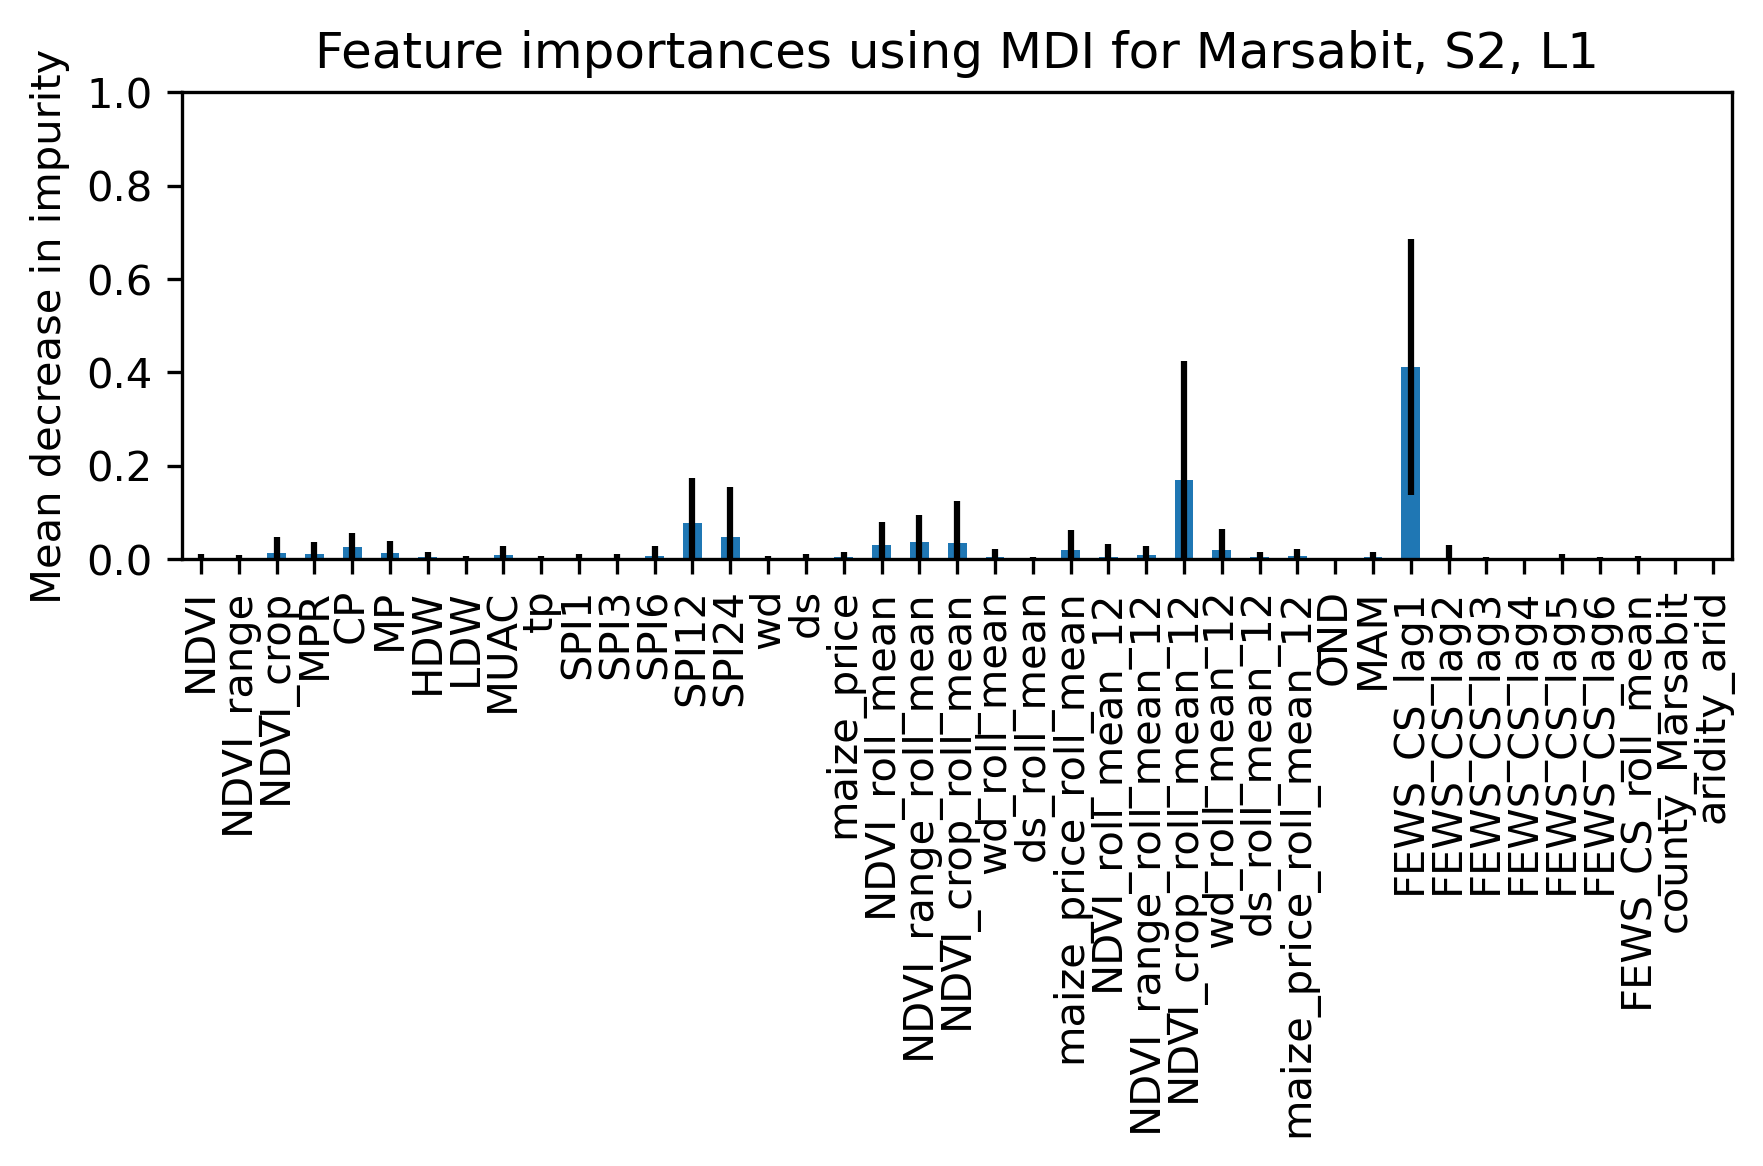 Feature importances using MDI for Marsabit, S2, L1
Mean decrease in impurity
1.0
0.8
0.6
0.4
0.2
0.0
NDVI
NDVI_range
NDVI_crop
MPR
CP
MP
HDW
LDW
MUAC
tp
SPI1
SPI3
SPI6
SPI12
SPI24
wd
ds
maize_price
NDVI_roll_mean
NDVI_range_roll_mean
NDVI_crop_roll_mean
wd_roll_mean
ds_roll_mean
maize_price_roll_mean
NDVI_roll_mean_12
NDVI_range_roll_mean_12
NDVI_crop_roll_mean_12
wd_roll_mean_12
ds_roll_mean_12
maize_price_roll_mean_12
OND
MAM
FEWS_CS_lag1
FEWS_CS_lag2
FEWS_CS_lag3
FEWS_CS_lag4
FEWS_CS_lag5
FEWS_CS_lag6
FEWS_CS_roll_mean
county_Marsabit
aridity_arid